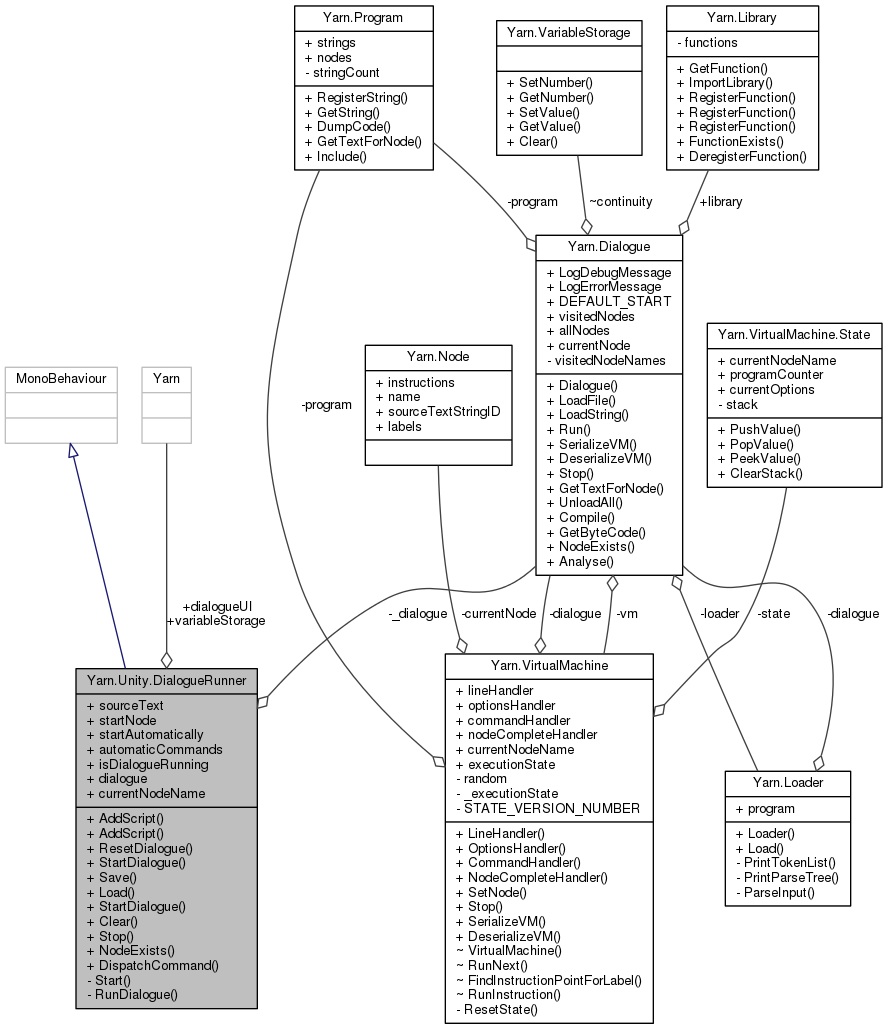 Yarn.Program
+ strings
+ nodes
- stringCount
+ RegisterString()
+ GetString()
+ DumpCode()
+ GetTextForNode()
+ Include()
Yarn.VariableStorage
+ SetNumber()
+ GetNumber()
+ SetValue()
+ GetValue()
+ Clear()
Yarn.Library
- functions
+ GetFunction()
+ ImportLibrary()
+ RegisterFunction()
+ RegisterFunction()
+ RegisterFunction()
+ FunctionExists()
+ DeregisterFunction()
-program
~continuity
+library
Yarn.Dialogue
+ LogDebugMessage
+ LogErrorMessage
+ DEFAULT_START
+ visitedNodes
+ allNodes
+ currentNode
- visitedNodeNames
+ Dialogue()
+ LoadFile()
+ LoadString()
+ Run()
+ SerializeVM()
+ DeserializeVM()
+ Stop()
+ GetTextForNode()
+ UnloadAll()
+ Compile()
+ GetByteCode()
+ NodeExists()
+ Analyse()
Yarn.VirtualMachine.State
+ currentNodeName
+ programCounter
+ currentOptions
- stack
+ PushValue()
+ PopValue()
+ PeekValue()
+ ClearStack()
Yarn.Node
+ instructions
+ name
+ sourceTextStringID
+ labels
MonoBehaviour
Yarn
-program
+dialogueUI
+variableStorage
-_dialogue
-currentNode
-dialogue
-vm
-loader
-state
-dialogue
Yarn.Unity.DialogueRunner
+ sourceText
+ startNode
+ startAutomatically
+ automaticCommands
+ isDialogueRunning
+ dialogue
+ currentNodeName
+ AddScript()
+ AddScript()
+ ResetDialogue()
+ StartDialogue()
+ Save()
+ Load()
+ StartDialogue()
+ Clear()
+ Stop()
+ NodeExists()
+ DispatchCommand()
- Start()
- RunDialogue()
Yarn.VirtualMachine
+ lineHandler
+ optionsHandler
+ commandHandler
+ nodeCompleteHandler
+ currentNodeName
+ executionState
- random
- _executionState
- STATE_VERSION_NUMBER
+ LineHandler()
+ OptionsHandler()
+ CommandHandler()
+ NodeCompleteHandler()
+ SetNode()
+ Stop()
+ SerializeVM()
+ DeserializeVM()
~ VirtualMachine()
~ RunNext()
~ FindInstructionPointForLabel()
~ RunInstruction()
- ResetState()
Yarn.Loader
+ program
+ Loader()
+ Load()
- PrintTokenList()
- PrintParseTree()
- ParseInput()